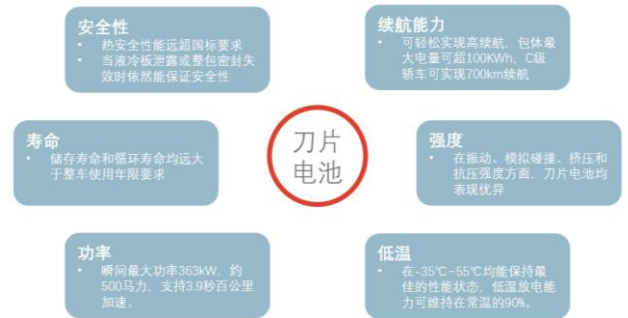 安全性
• 热安全性能远超国标要求
• 当液冷板泄露或整包密封失
效时依然能保证安全性
续航能力
• 可轻松实现高续航，包体最
大电量可超100KWh，C级
轿车可实现700km续航
寿命
• 储存寿命和循环寿命均远大
于整车使用年限要求
刀片
电池
强度
• 在振动、模拟碰撞、挤压和
抗压强度方面，刀片电池均
表现优异
功率
• 瞬间最大功率363kW，约
500马力，支持3.9秒百公里
加速。
低温
• 在-35℃~55℃均能保持最
佳的性能状态，低温放电能
力可维持在常温的90%。